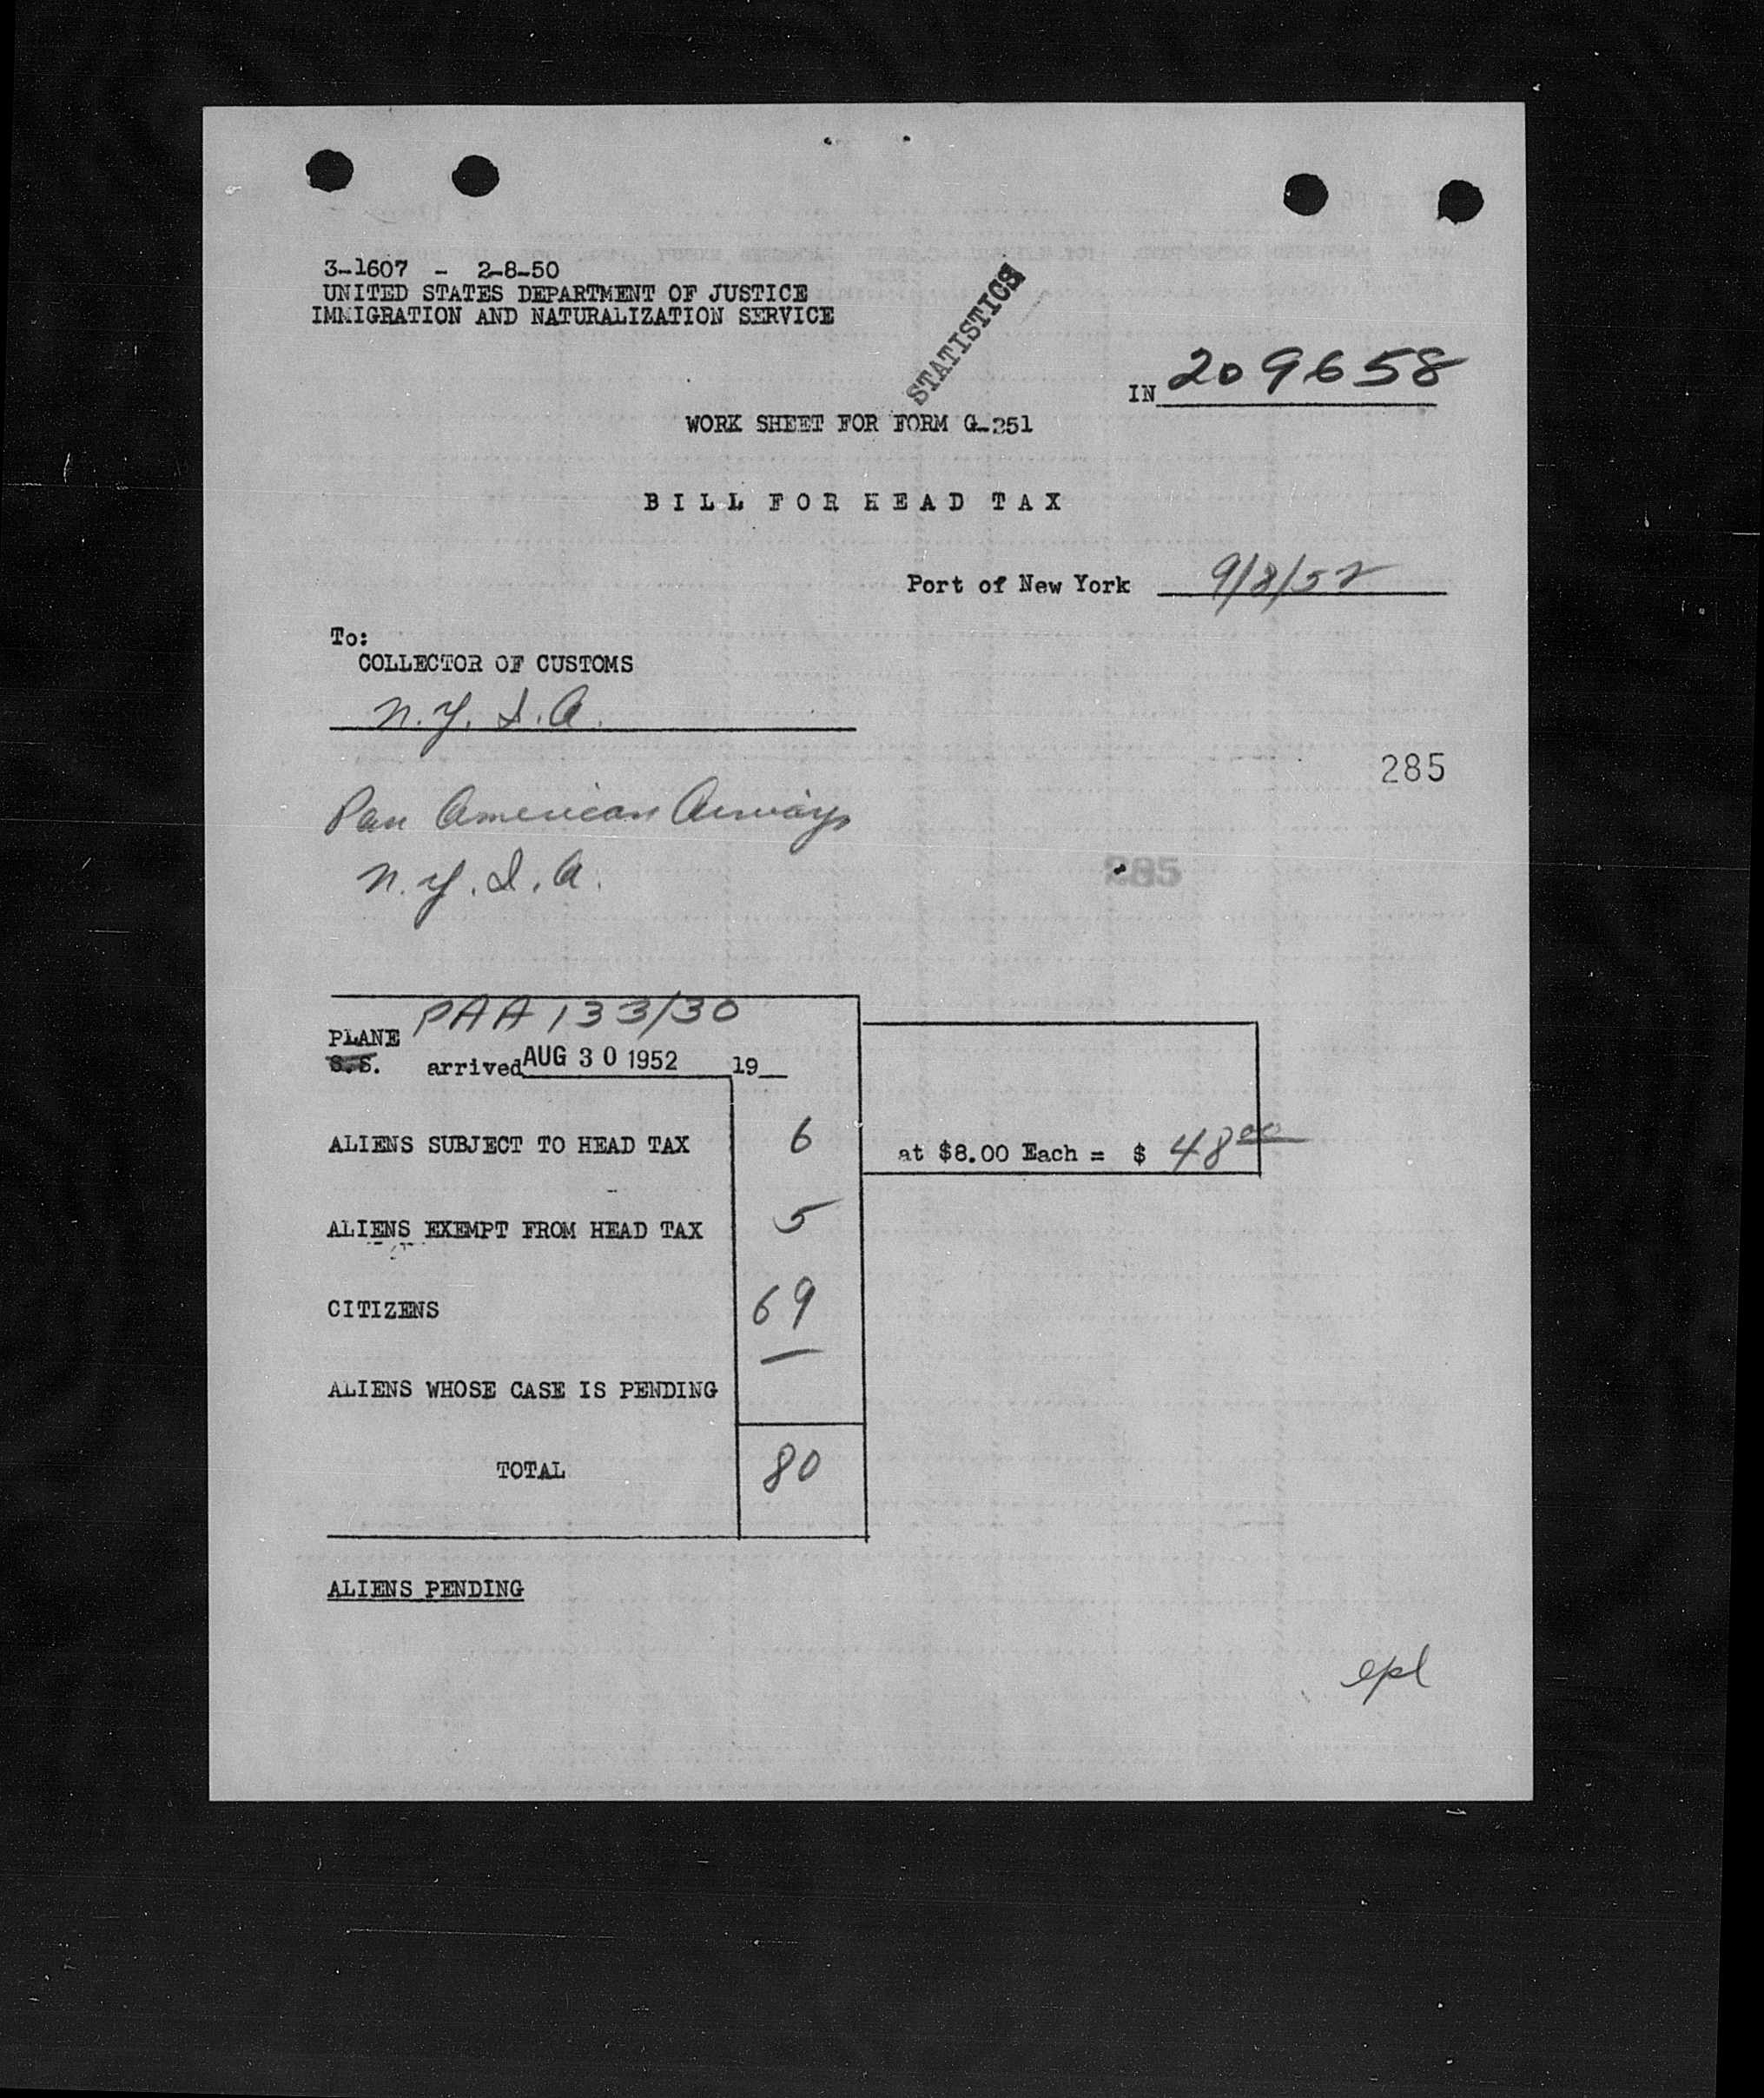 3-1607 - 2-8-50
UNITED STATES DEPARTMENT OF JUSTICE
IMMIGRATION AND NATURALIZATION SERVICE
STATISTICS
IN 209658
WORK SHEET FOR FORM G-251
BILL FOR HEAD TAX
Port of New York 9/8/52
To:
COLLECTOR OF CUSTOMS
N.Y.I.A.
285
Pan American Airways
N.Y.I.A.
285
PAA 133/30
PLANE
S.S. arrived AUG 30 1952 19
ALIENS SUBJECT TO HEAD TAX 6 at $8.00 Each = $ 48 00
ALIENS EXEMPT FROM HEAD TAX 5
CITIZENS 69
ALIENS WHOSE CASE IS PENDING —
TOTAL 80
ALIENS PENDING
epl